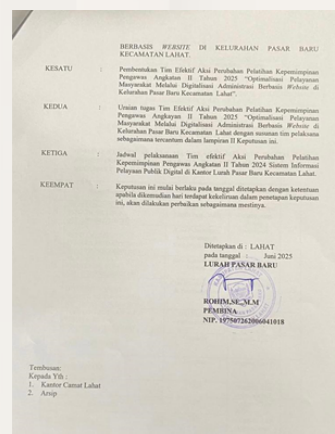 BERBASIS WEBSITE DI KELURAHAN PASAR BARU
KECAMATAN LAHAT.
KESATU : Pembentukan Tim Efektif Aksi Perubahan Pelatihan Kepemimpinan
Pengawas Angkatan II Tahun 2025 “Optimalisasi Pelayanan
Masyarakat Melalui Digitalisasi Administrasi Berbasis Website di
Kelurahan Pasar Baru Kecamatan Lahat”.
KEDUA : Uraian tugas Tim Efektif Aksi Perubahan Pelatihan Kepemimpinan
Pengawas Angkayan II Tahun 2025 “Optimalisasi Pelayanan
Masyarakat Melalui Digitalisasi Administrasi Berbasis Website di
Kelurahan Pasar Baru Kecamatan Lahat dengan susunan tim pelaksana
sebagaimana tercantum dalam lampiran II Keputusan ini.
KETIGA : Jadwal pelaksanaan Tim efektif Aksi Perubahan Pelatihan
Kepemimpinan Pengawas Angkatan II Tahun 2024 Sistem Informasi
Pelayaan Publik Digital di Kantor Lurah Pasar Baru Kecamatan Lahat.
KEEMPAT : Keputusan ini mulai berlaku pada tanggal ditetapkan dengan ketentuan
apabila dikemudian hari terdapat kekeliruan dalam penetapan keputusan
ini, akan dilakukan perbaikan sebagaimana mestinya.
Ditetapkan di : LAHAT
pada tanggal : Juni 2025
LURAH PASAR BARU
ROHIM,SE.,M.M
PEMBINA
NIP. 197507262006041018
Tembusan:
Kepada Yth :
1. Kantor Camat Lahat
2. Arsip